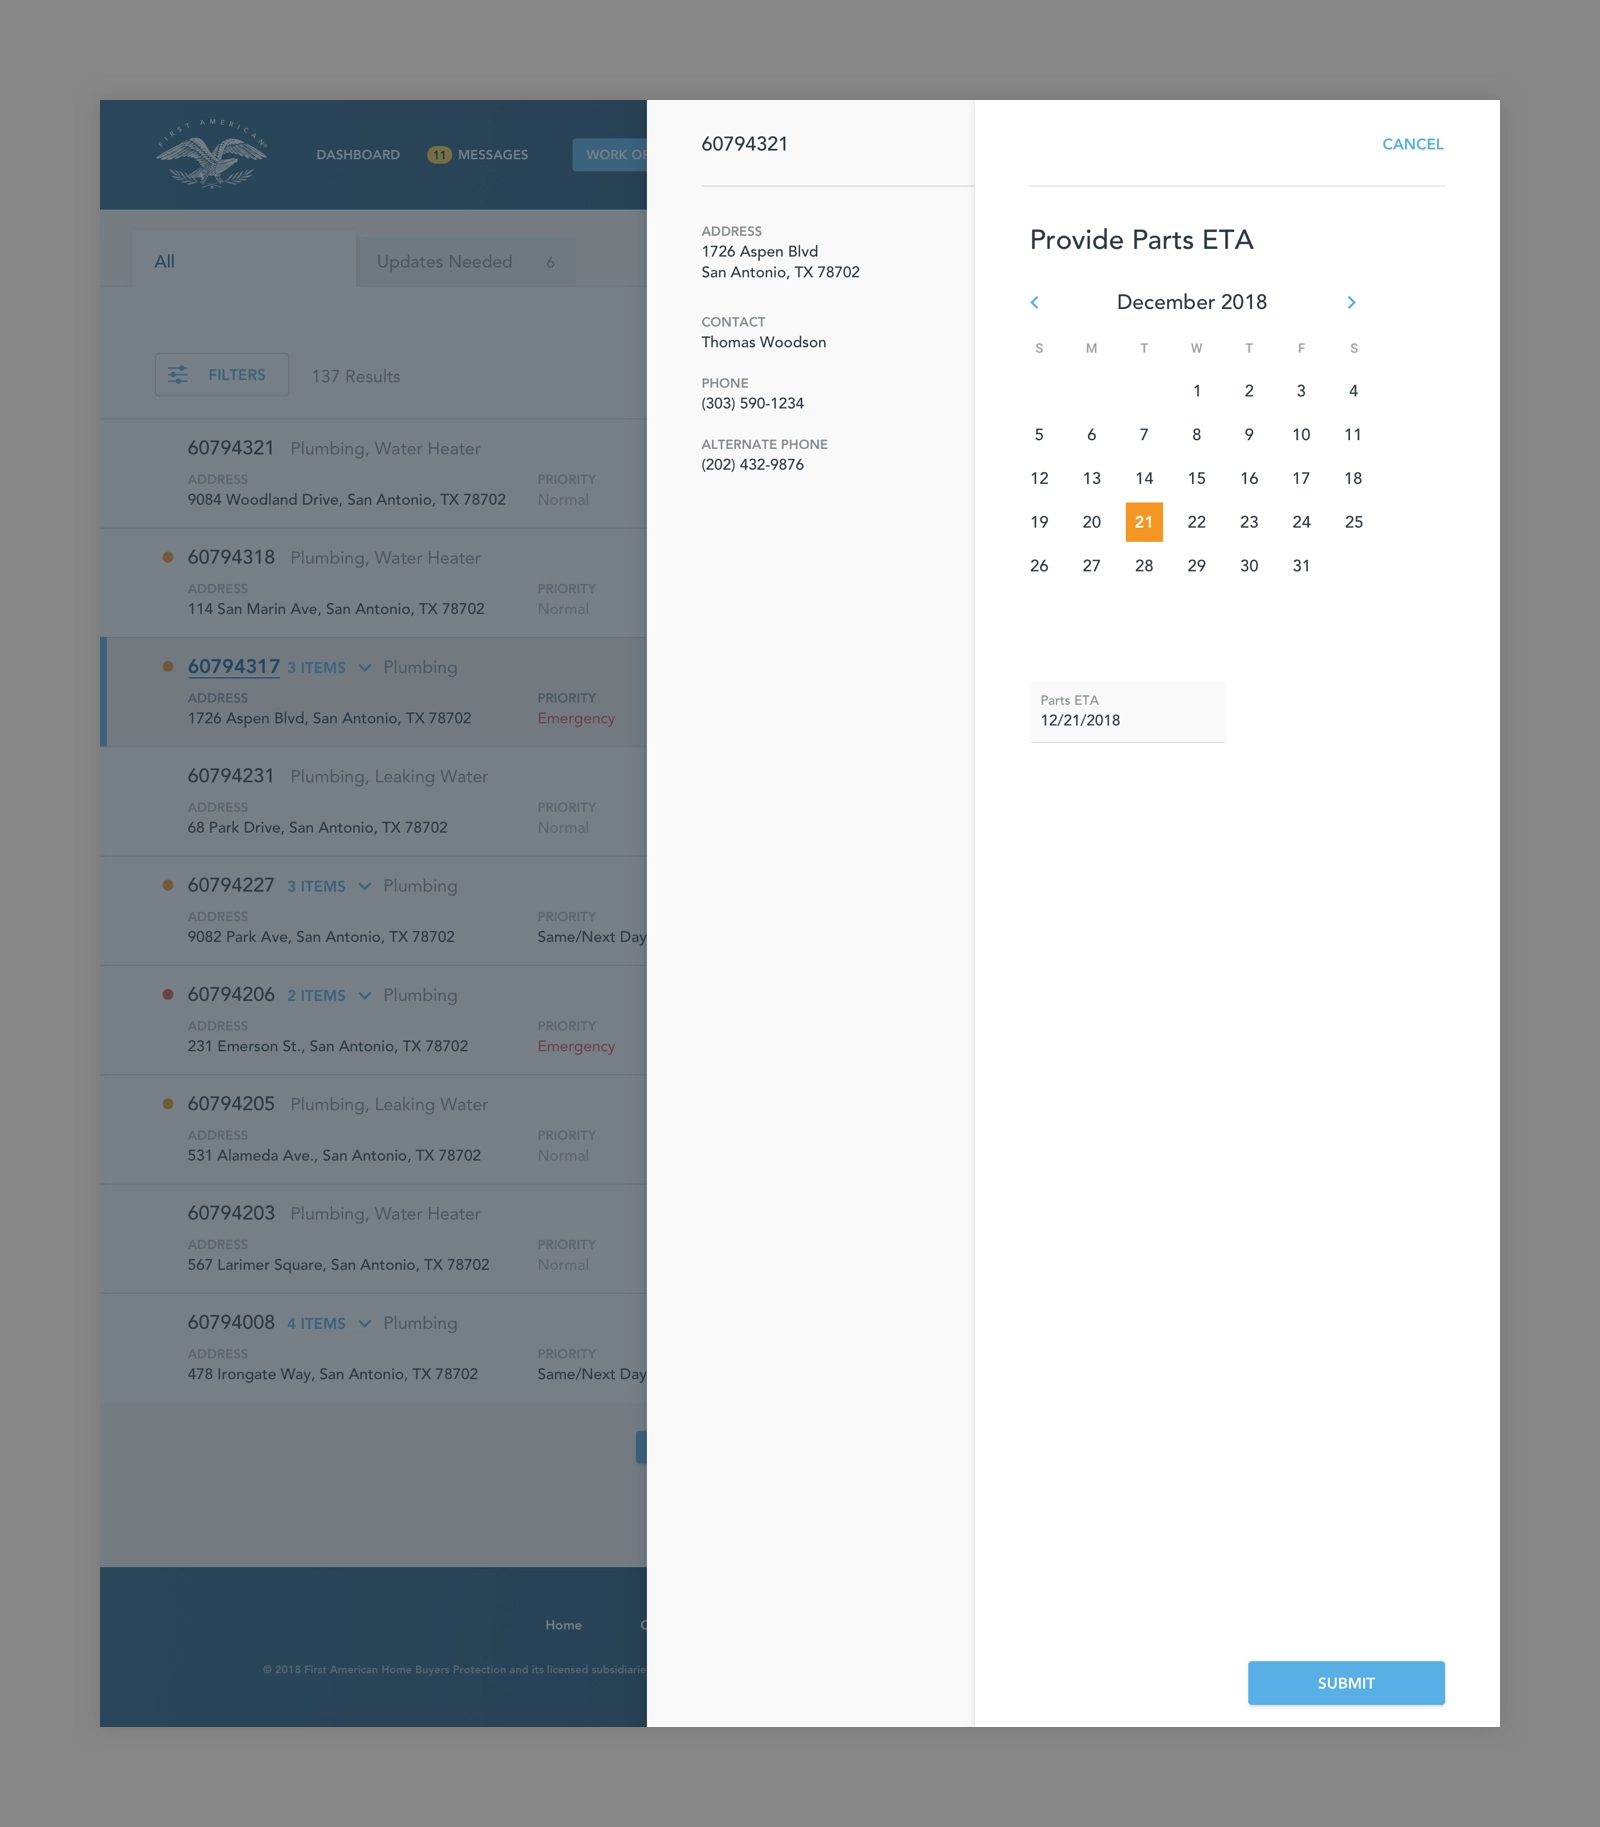 FIRST AMERICAN
DASHBOARD
11 MESSAGES
WORK OR
All
Updates Needed 6
FILTERS
137 Results
60794321 Plumbing, Water Heater
ADDRESS PRIORITY
9084 Woodland Drive, San Antonio, TX 78702 Normal
60794318 Plumbing, Water Heater
ADDRESS PRIORITY
114 San Marin Ave, San Antonio, TX 78702 Normal
60794317 3 ITEMS Plumbing
ADDRESS PRIORITY
1726 Aspen Blvd, San Antonio, TX 78702 Emergency
60794231 Plumbing, Leaking Water
ADDRESS PRIORITY
68 Park Drive, San Antonio, TX 78702 Normal
60794227 3 ITEMS Plumbing
ADDRESS PRIORITY
9082 Park Ave, San Antonio, TX 78702 Same/Next Day
60794206 2 ITEMS Plumbing
ADDRESS PRIORITY
231 Emerson St., San Antonio, TX 78702 Emergency
60794205 Plumbing, Leaking Water
ADDRESS PRIORITY
531 Alameda Ave., San Antonio, TX 78702 Normal
60794203 Plumbing, Water Heater
ADDRESS PRIORITY
567 Larimer Square, San Antonio, TX 78702 Normal
60794008 4 ITEMS Plumbing
ADDRESS PRIORITY
478 Irongate Way, San Antonio, TX 78702 Same/Next Day
Home
© 2018 First American Home Buyers Protection and its licensed subsidiarie
60794321
ADDRESS
1726 Aspen Blvd
San Antonio, TX 78702
CONTACT
Thomas Woodson
PHONE
(303) 590-1234
ALTERNATE PHONE
(202) 432-9876
CANCEL
Provide Parts ETA
December 2018
S M T W T F S
1 2 3 4
5 6 7 8 9 10 11
12 13 14 15 16 17 18
19 20 21 22 23 24 25
26 27 28 29 30 31
Parts ETA
12/21/2018
SUBMIT